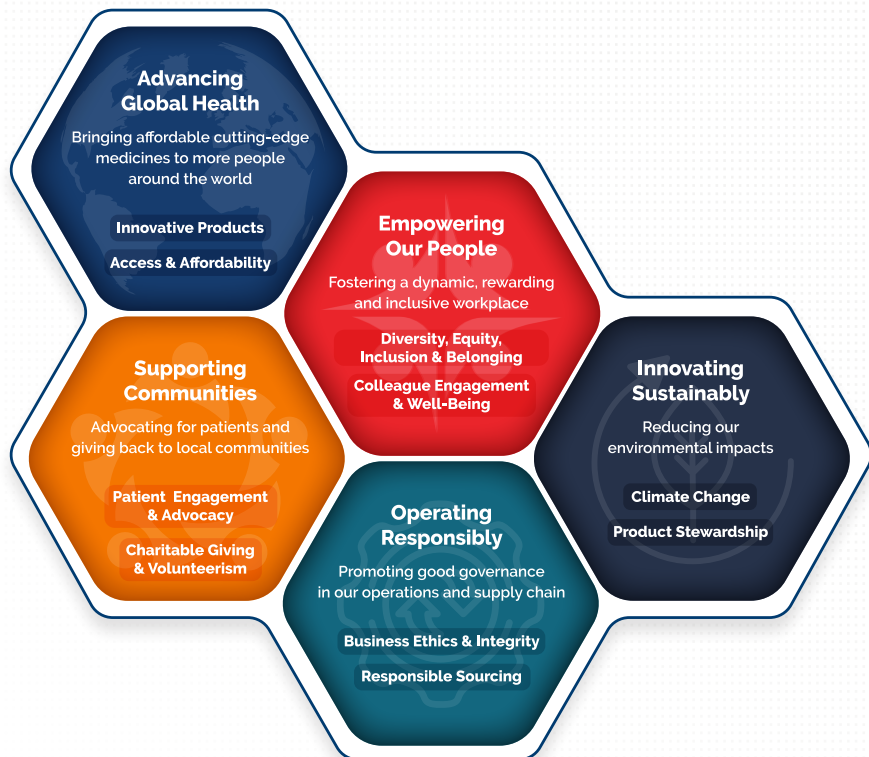 Advancing
Global Health
Bringing affordable cutting-edge
medicines to more people
around the world
Innovative Products
Access & Affordability
Empowering
Our People
Fostering a dynamic, rewarding
and inclusive workplace
Diversity, Equity,
Inclusion & Belonging
Colleague Engagement
& Well-Being
Supporting
Communities
Advocating for patients and
giving back to local communities
Patient Engagement
& Advocacy
Charitable Giving
& Volunteerism
Innovating
Sustainably
Reducing our
environmental impacts
Climate Change
Product Stewardship
Operating
Responsibly
Promoting good governance
in our operations and supply chain
Business Ethics & Integrity
Responsible Sourcing